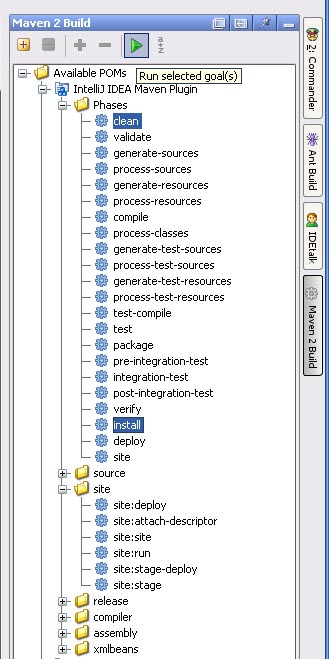 Maven 2 Build
Run selected goal(s)
Available POMs
IntelliJ IDEA Maven Plugin
Phases
clean
validate
generate-sources
process-sources
generate-resources
process-resources
compile
process-classes
generate-test-sources
process-test-sources
generate-test-resources
process-test-resources
test-compile
test
package
pre-integration-test
integration-test
post-integration-test
verify
install
deploy
site
source
site
site:deploy
site:attach-descriptor
site:site
site:run
site:stage-deploy
site:stage
release
compiler
assembly
xmlbeans
2: Commander
Ant Build
IDEtalk
Maven 2 Build